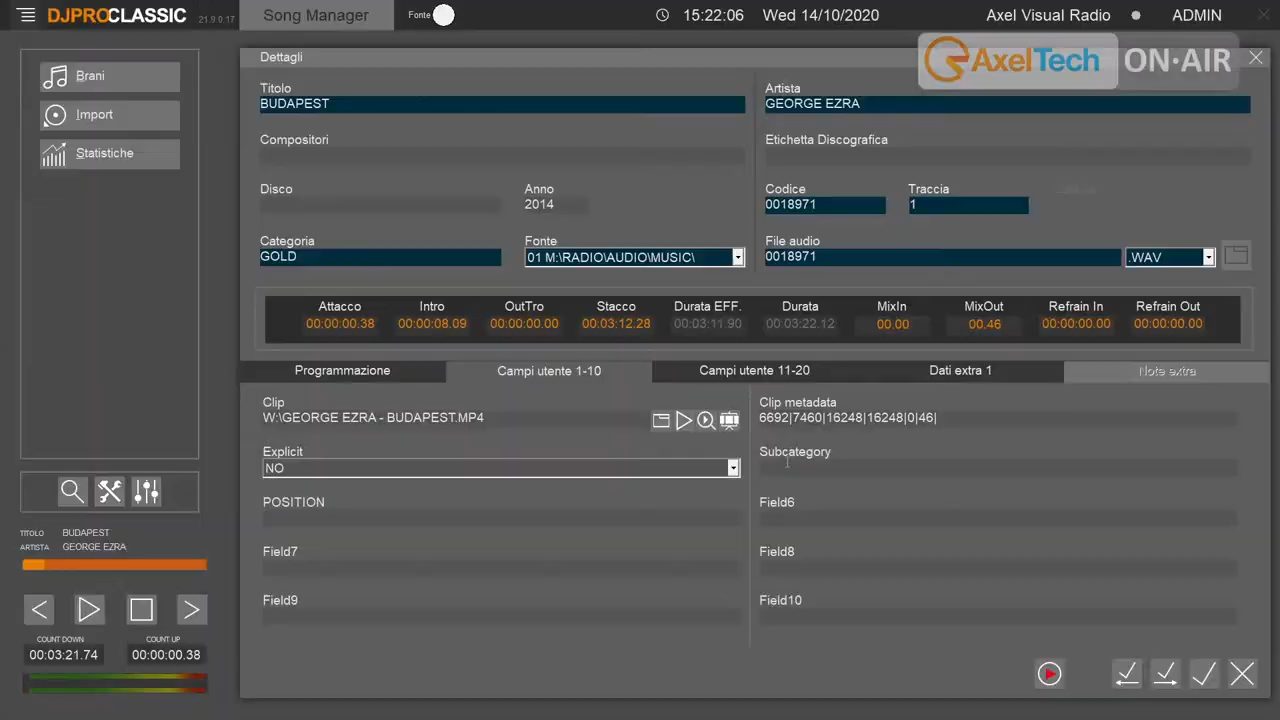 DJPROCLASSIC 21.9 0.17 Song Manager Fonte 15:22:06 Wed 14/10/2020 Axel Visual Radio ADMIN
AxelTech ON·AIR
Brani
Import
Statistiche
TITOLO BUDAPEST
ARTISTA GEORGE EZRA
COUNT DOWN COUNT UP
00:03:21.74 00:00:00.38
Dettagli
Titolo Artista
BUDAPEST GEORGE EZRA
Compositori Etichetta Discografica
Disco Anno Codice Traccia
2014 0018971 1
Categoria Fonte File audio
GOLD 01 M:\RADIO\AUDIO\MUSIC\ 0018971 .WAV
Attacco Intro OutTro Stacco Durata EFF. Durata MixIn MixOut Refrain In Refrain Out
00:00:00.38 00:00:08.09 00:00:00.00 00:03:12.28 00:03:11.90 00:03:22.12 00.00 00.46 00:00:00.00 00:00:00.00
Programmazione Campi utente 1-10 Campi utente 11-20 Dati extra 1 Note extra
Clip Clip metadata
W:\GEORGE EZRA - BUDAPEST.MP4 6692|7460|16248|16248|0|46|
Explicit Subcategory
NO
POSITION Field6
Field7 Field8
Field9 Field10